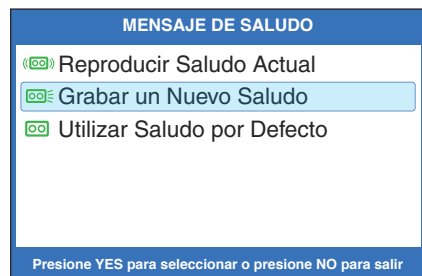 MENSAJE DE SALUDO
Reproducir Saludo Actual
Grabar un Nuevo Saludo
Utilizar Saludo por Defecto
Presione YES para seleccionar o presione NO para salir